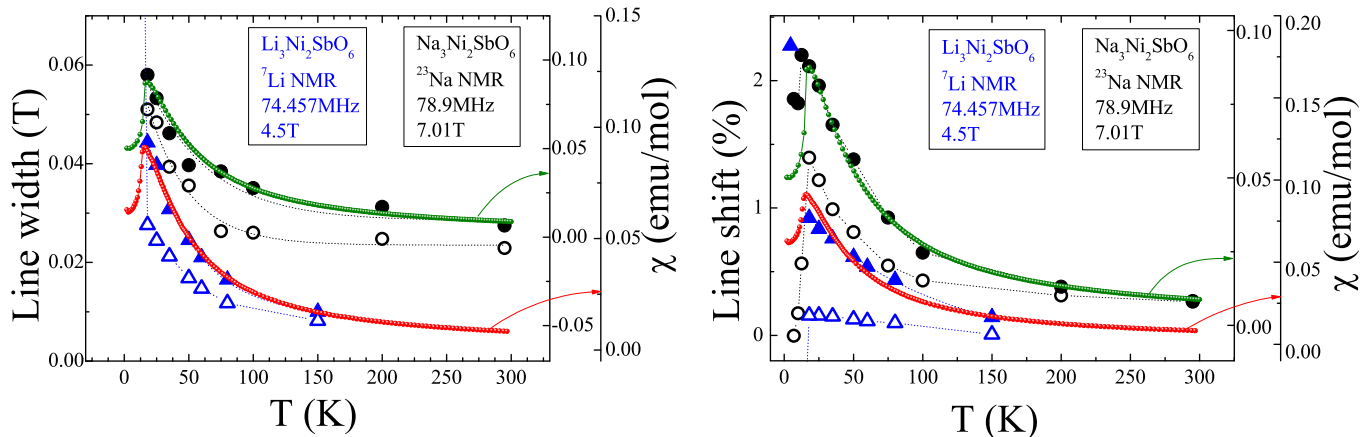 Line width (T)
0.06
0.04
0.02
0.00
Li3Ni2SbO6
7Li NMR
74.457MHz
4.5T
Na3Ni2SbO6
23Na NMR
78.9MHz
7.01T
0.10
0.05
0.00
-0.05
0.15
0.10
0.05
0.00
χ (emu/mol)
0 50 100 150 200 250 300
T (K)
Line shift (%)
2
1
0
Li3Ni2SbO6
7Li NMR
74.457MHz
4.5T
Na3Ni2SbO6
23Na NMR
78.9MHz
7.01T
0.10
0.05
0.00
0.20
0.15
0.10
0.05
0.00
χ (emu/mol)
0 50 100 150 200 250 300
T (K)